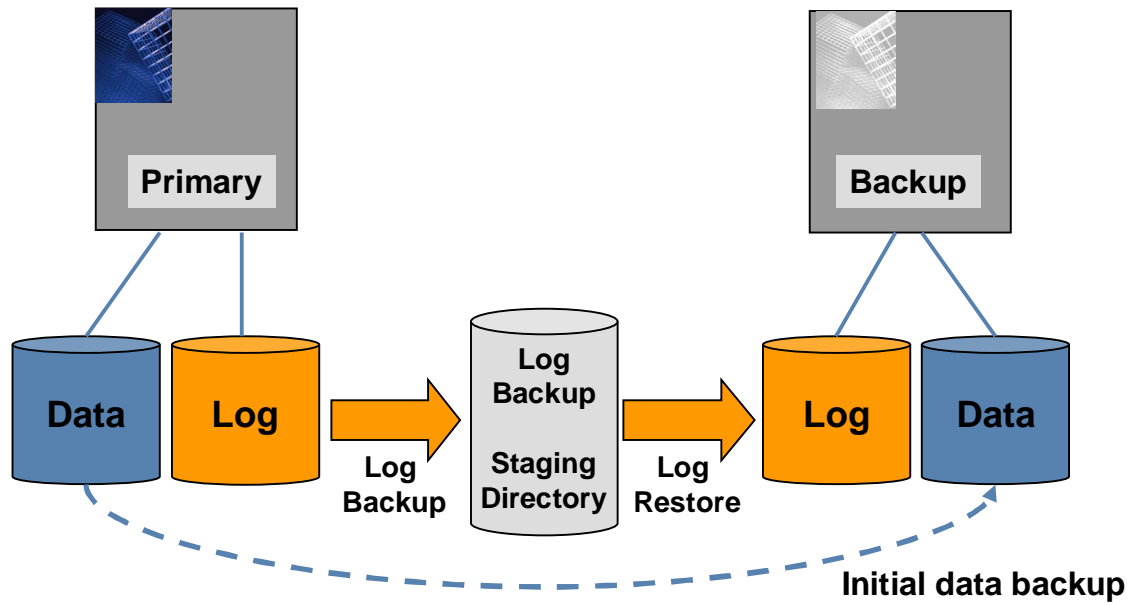 Primary
Backup
Data
Log
Log
Backup
Log
Backup
Staging
Directory
Log
Restore
Log
Data
Initial data backup